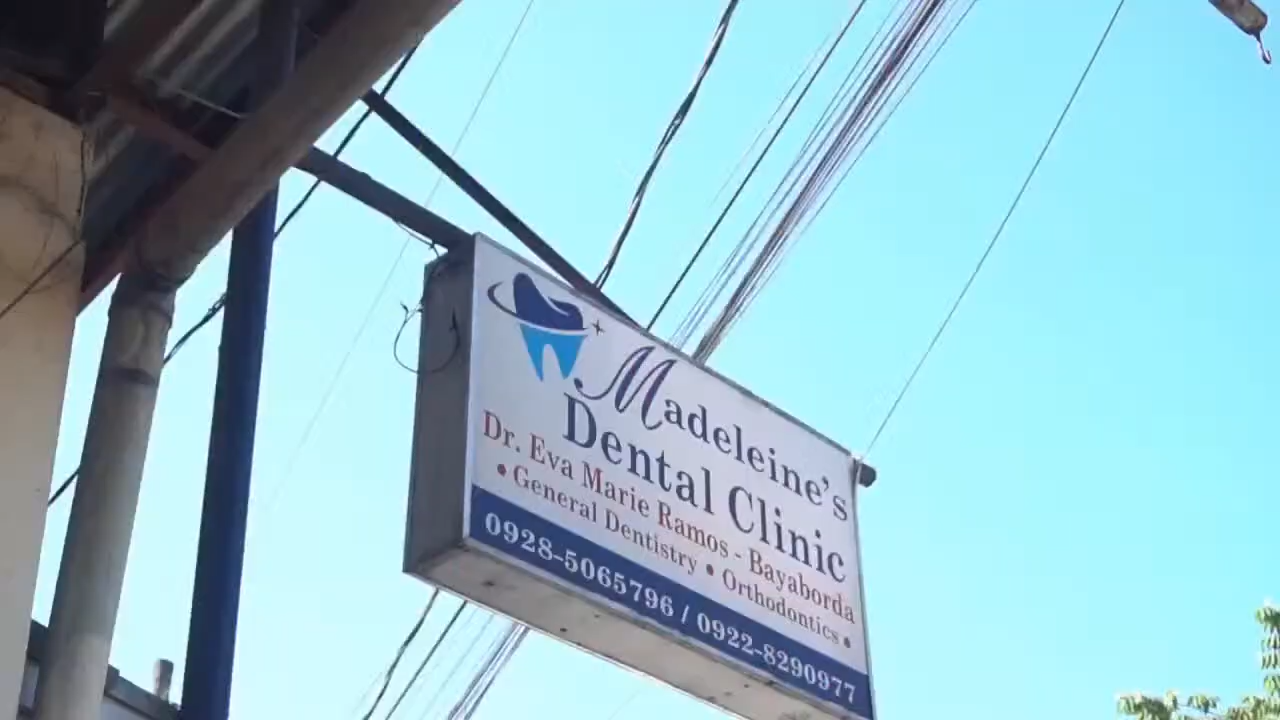 Madeleine's
Dental Clinic
Dr. Eva Marie Ramos - Bayaborda
• General Dentistry • Orthodontics •
0928-5065796 / 0922-8290977